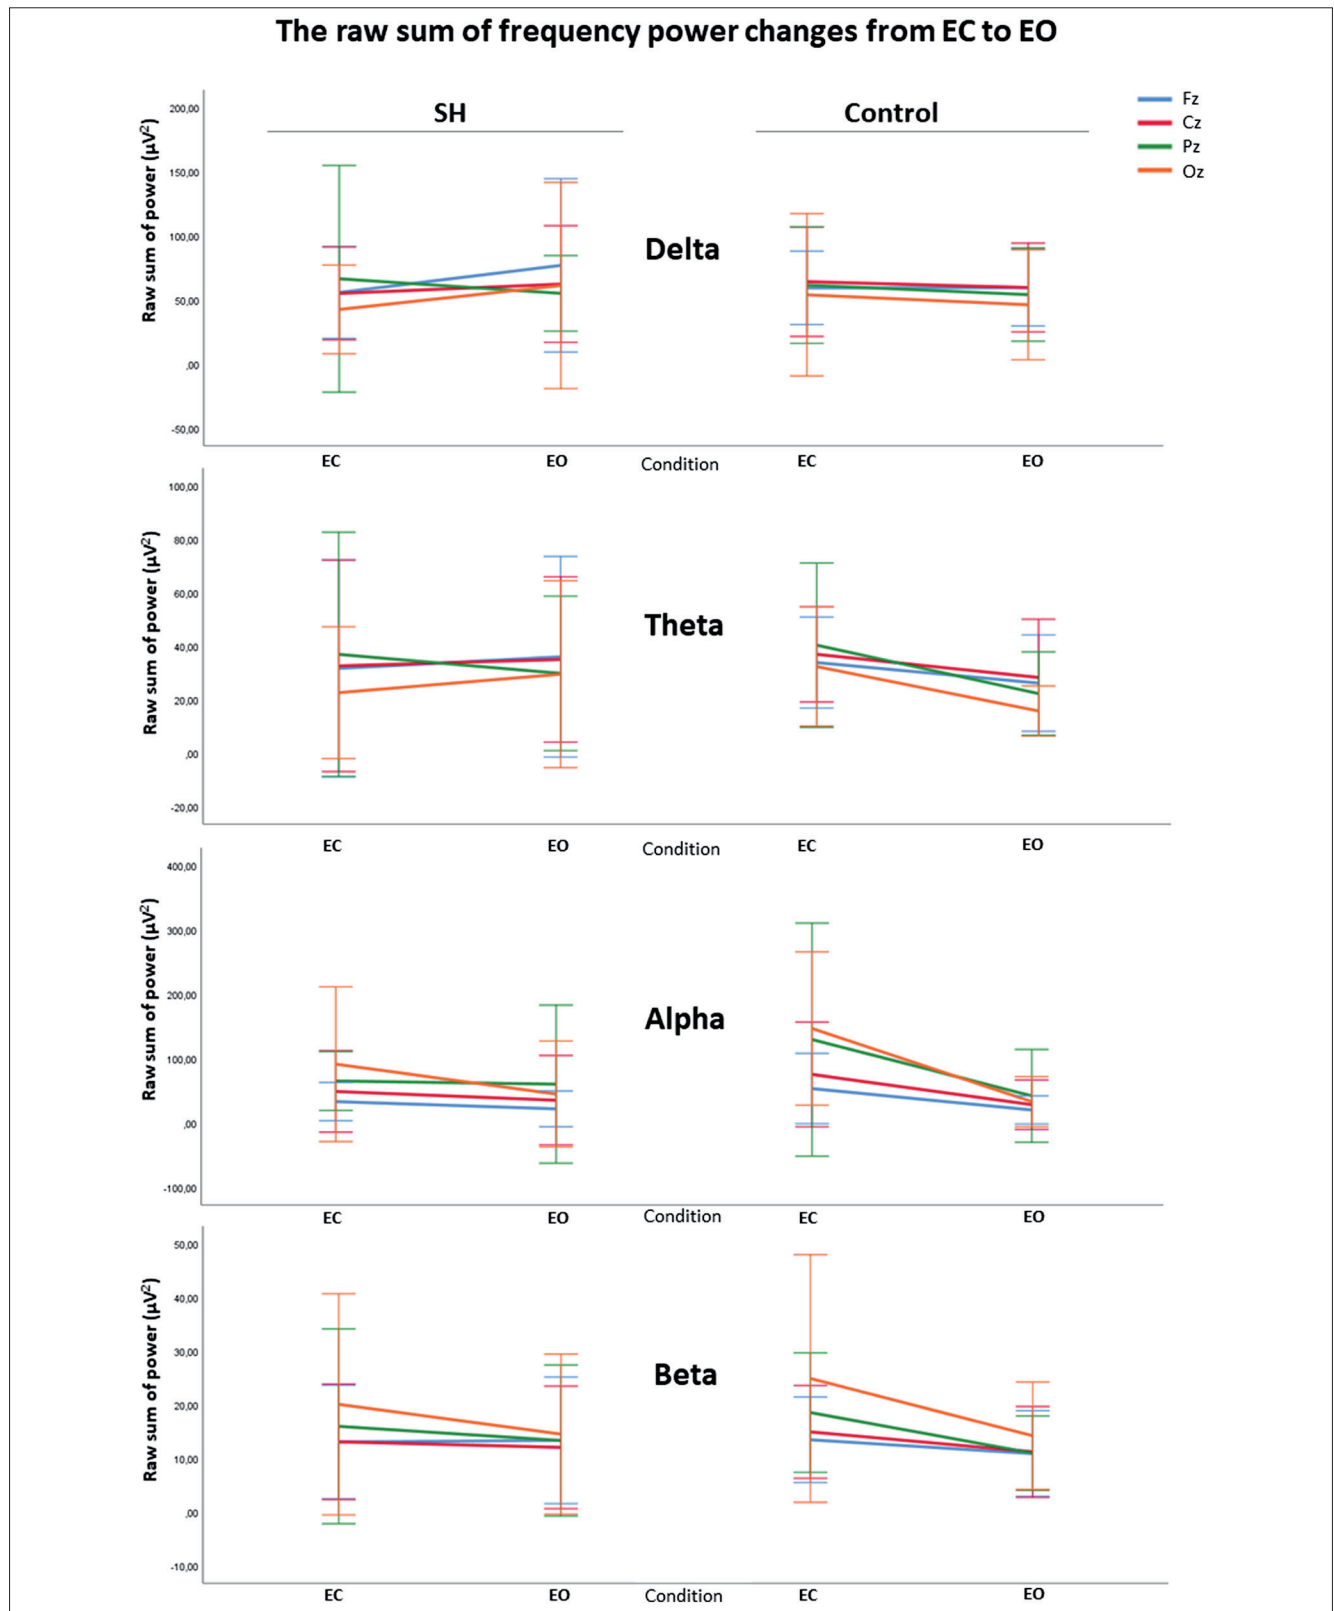 The raw sum of frequency power changes from EC to EO
SH
Control
Fz
Cz
Pz
Oz
Raw sum of power (μV²)
200,00
150,00
100,00
50,00
,00
-50,00
Delta
EC
EO
Condition
EC
EO
Raw sum of power (μV²)
100,00
80,00
60,00
40,00
20,00
,00
-20,00
Theta
EC
EO
Condition
EC
EO
Raw sum of power (μV²)
400,00
300,00
200,00
100,00
,00
-100,00
Alpha
EC
EO
Condition
EC
EO
Raw sum of power (μV²)
50,00
40,00
30,00
20,00
10,00
,00
-10,00
Beta
EC
EO
Condition
EC
EO